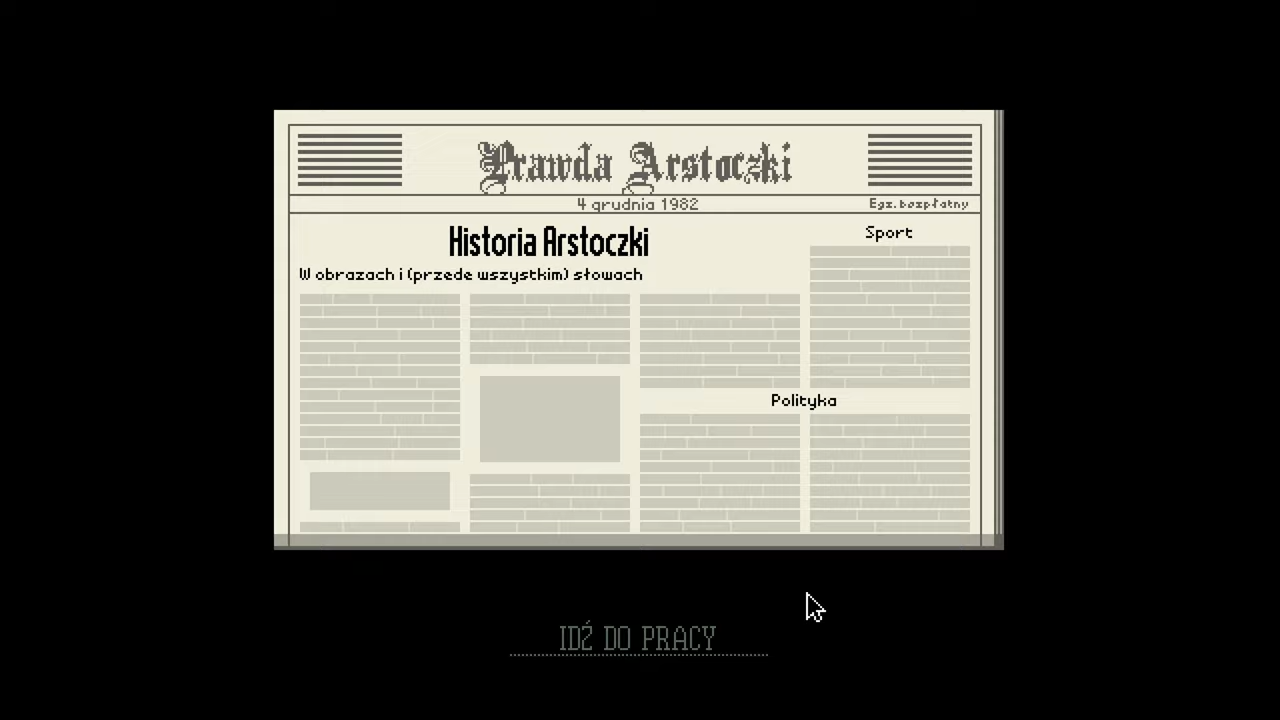 Prawda Arstoczki
4 grudnia 1982
Egz. bezpłatny
Historia Arstoczki
W obrazach i (przede wszystkim) słowach
Sport
Polityka
IDŹ DO PRACY